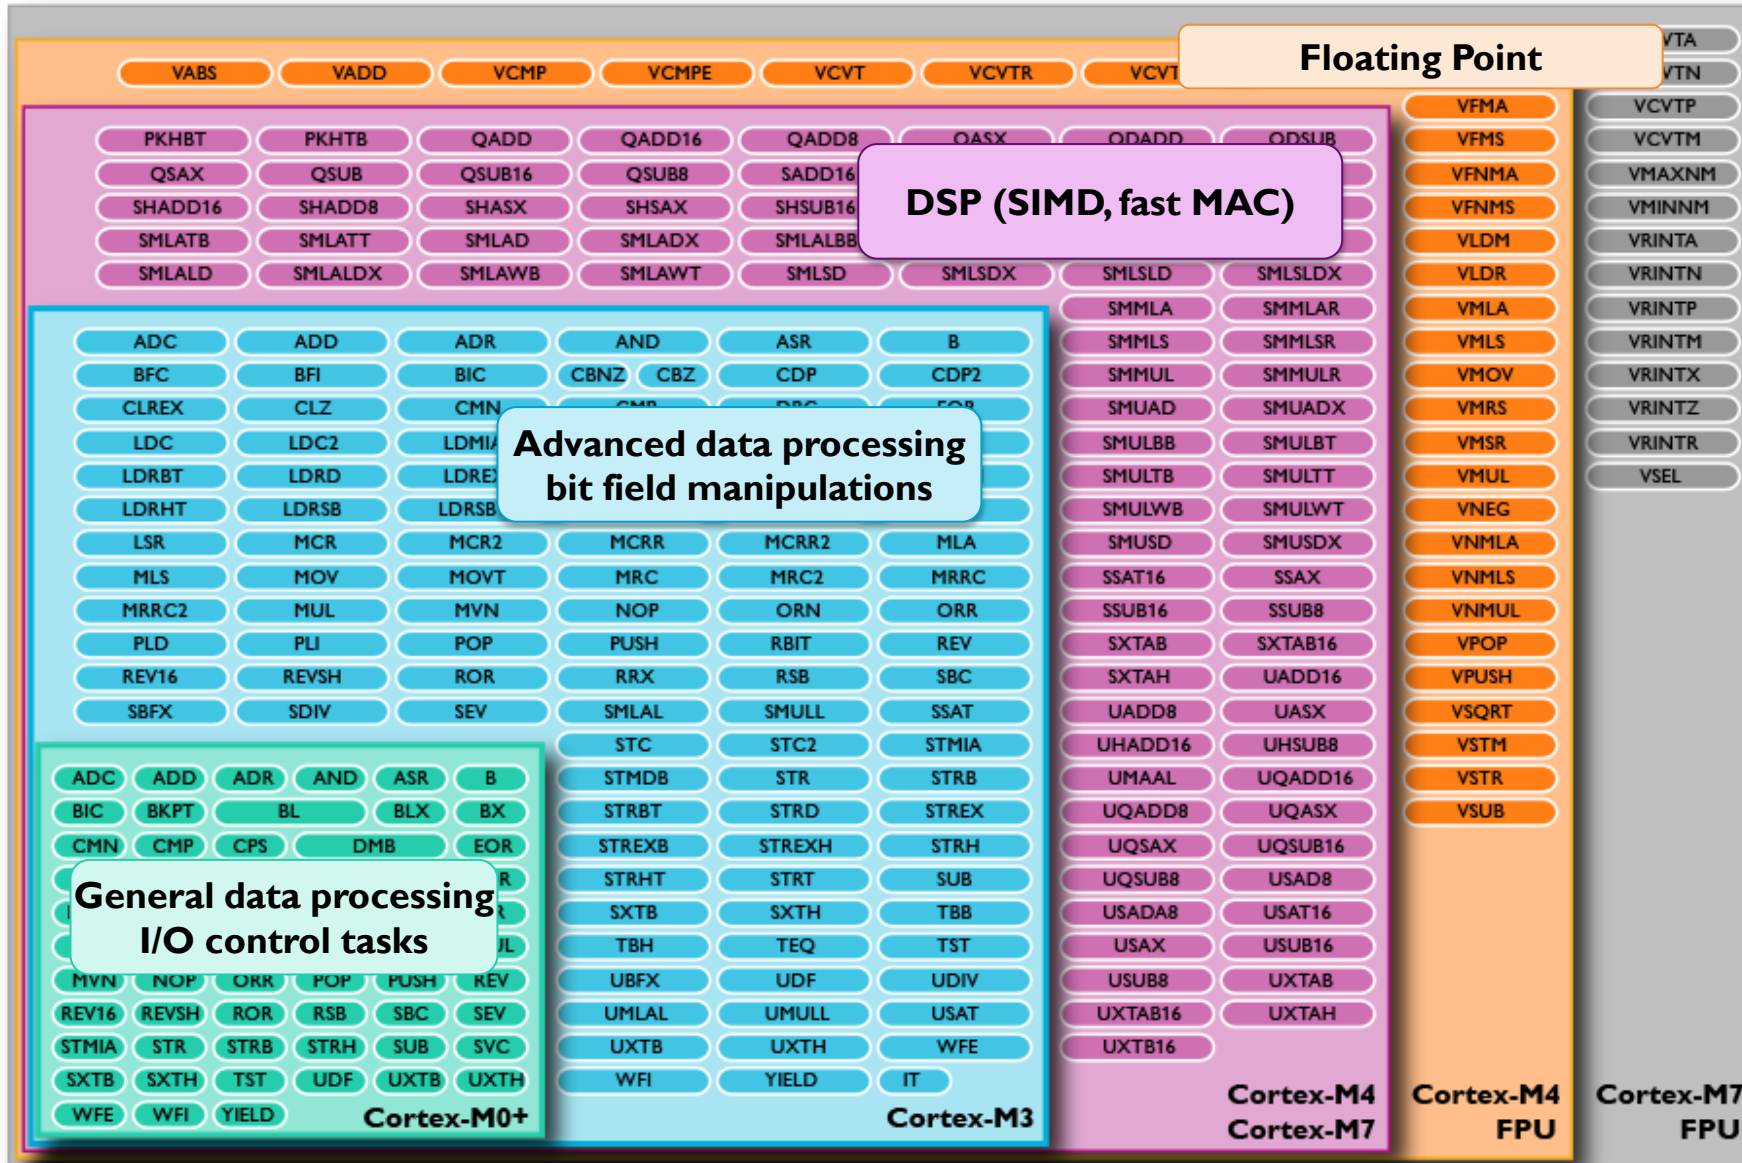 VTA
Floating Point
VABS VADD VCMP VCMPE VCVT VCVTR VCVT VTN
VFMA VCVTP
PKHBT PKHTB QADD QADD16 QADD8 QASX QDADD QDSUB VFMS VCVTM
QSAX QSUB QSUB16 QSUB8 SADD16 VFNMA VMAXNM
DSP (SIMD, fast MAC)
SHADD16 SHADD8 SHASX SHSAX SHSUB16 VFNMS VMINNM
SMLATB SMLATT SMLAD SMLADX SMLALBB VLDM VRINTA
SMLALD SMLALDX SMLAWB SMLAWT SMLSD SMLSDX SMLSLD SMLSLDX VLDR VRINTN
SMMLA SMMLAR VMLA VRINTP
ADC ADD ADR AND ASR B SMMLS SMMLSR VMLS VRINTM
BFC BFI BIC CBNZ CBZ CDP CDP2 SMMUL SMMULR VMOV VRINTX
CLREX CLZ CMN CMP DBG EOR SMUAD SMUADX VMRS VRINTZ
Advanced data processing
bit field manipulations
LDC LDC2 LDMIA SMULBB SMULBT VMSR VRINTR
LDRBT LDRD LDREX SMULTB SMULTT VMUL VSEL
LDRHT LDRSB LDRSB SMULWB SMULWT VNEG
LSR MCR MCR2 MCRR MCRR2 MLA SMUSD SMUSDX VNMLA
MLS MOV MOVT MRC MRC2 MRRC SSAT16 SSAX VNMLS
MRRC2 MUL MVN NOP ORN ORR SSUB16 SSUB8 VNMUL
PLD PLI POP PUSH RBIT REV SXTAB SXTAB16 VPOP
REV16 REVSH ROR RRX RSB SBC SXTAH UADD16 VPUSH
SBFX SDIV SEV SMLAL SMULL SSAT UADD8 UASX VSQRT
STC STC2 STMIA UHADD16 UHSUB8 VSTM
ADC ADD ADR AND ASR B STMDB STR STRB UMAAL UQADD16 VSTR
BIC BKPT BL BLX BX STRBT STRD STREX UQADD8 UQASX VSUB
CMN CMP CPS DMB EOR STREXB STREXH STRH UQSAX UQSUB16
General data processing
I/O control tasks
STRHT STRT SUB UQSUB8 USAD8
SXTB SXTH TBB USADA8 USAT16
TBH TEQ TST USAX USUB16
MVN NOP ORR POP PUSH REV UBFX UDF UDIV USUB8 UXTAB
REV16 REVSH ROR RSB SBC SEV UMLAL UMULL USAT UXTAB16 UXTAH
STMIA STR STRB STRH SUB SVC UXTB UXTH WFE UXTB16
SXTB SXTH TST UDF UXTB UXTH WFI YIELD IT
WFE WFI YIELD
Cortex-M0+
Cortex-M3
Cortex-M4
Cortex-M7
Cortex-M4
FPU
Cortex-M7
FPU